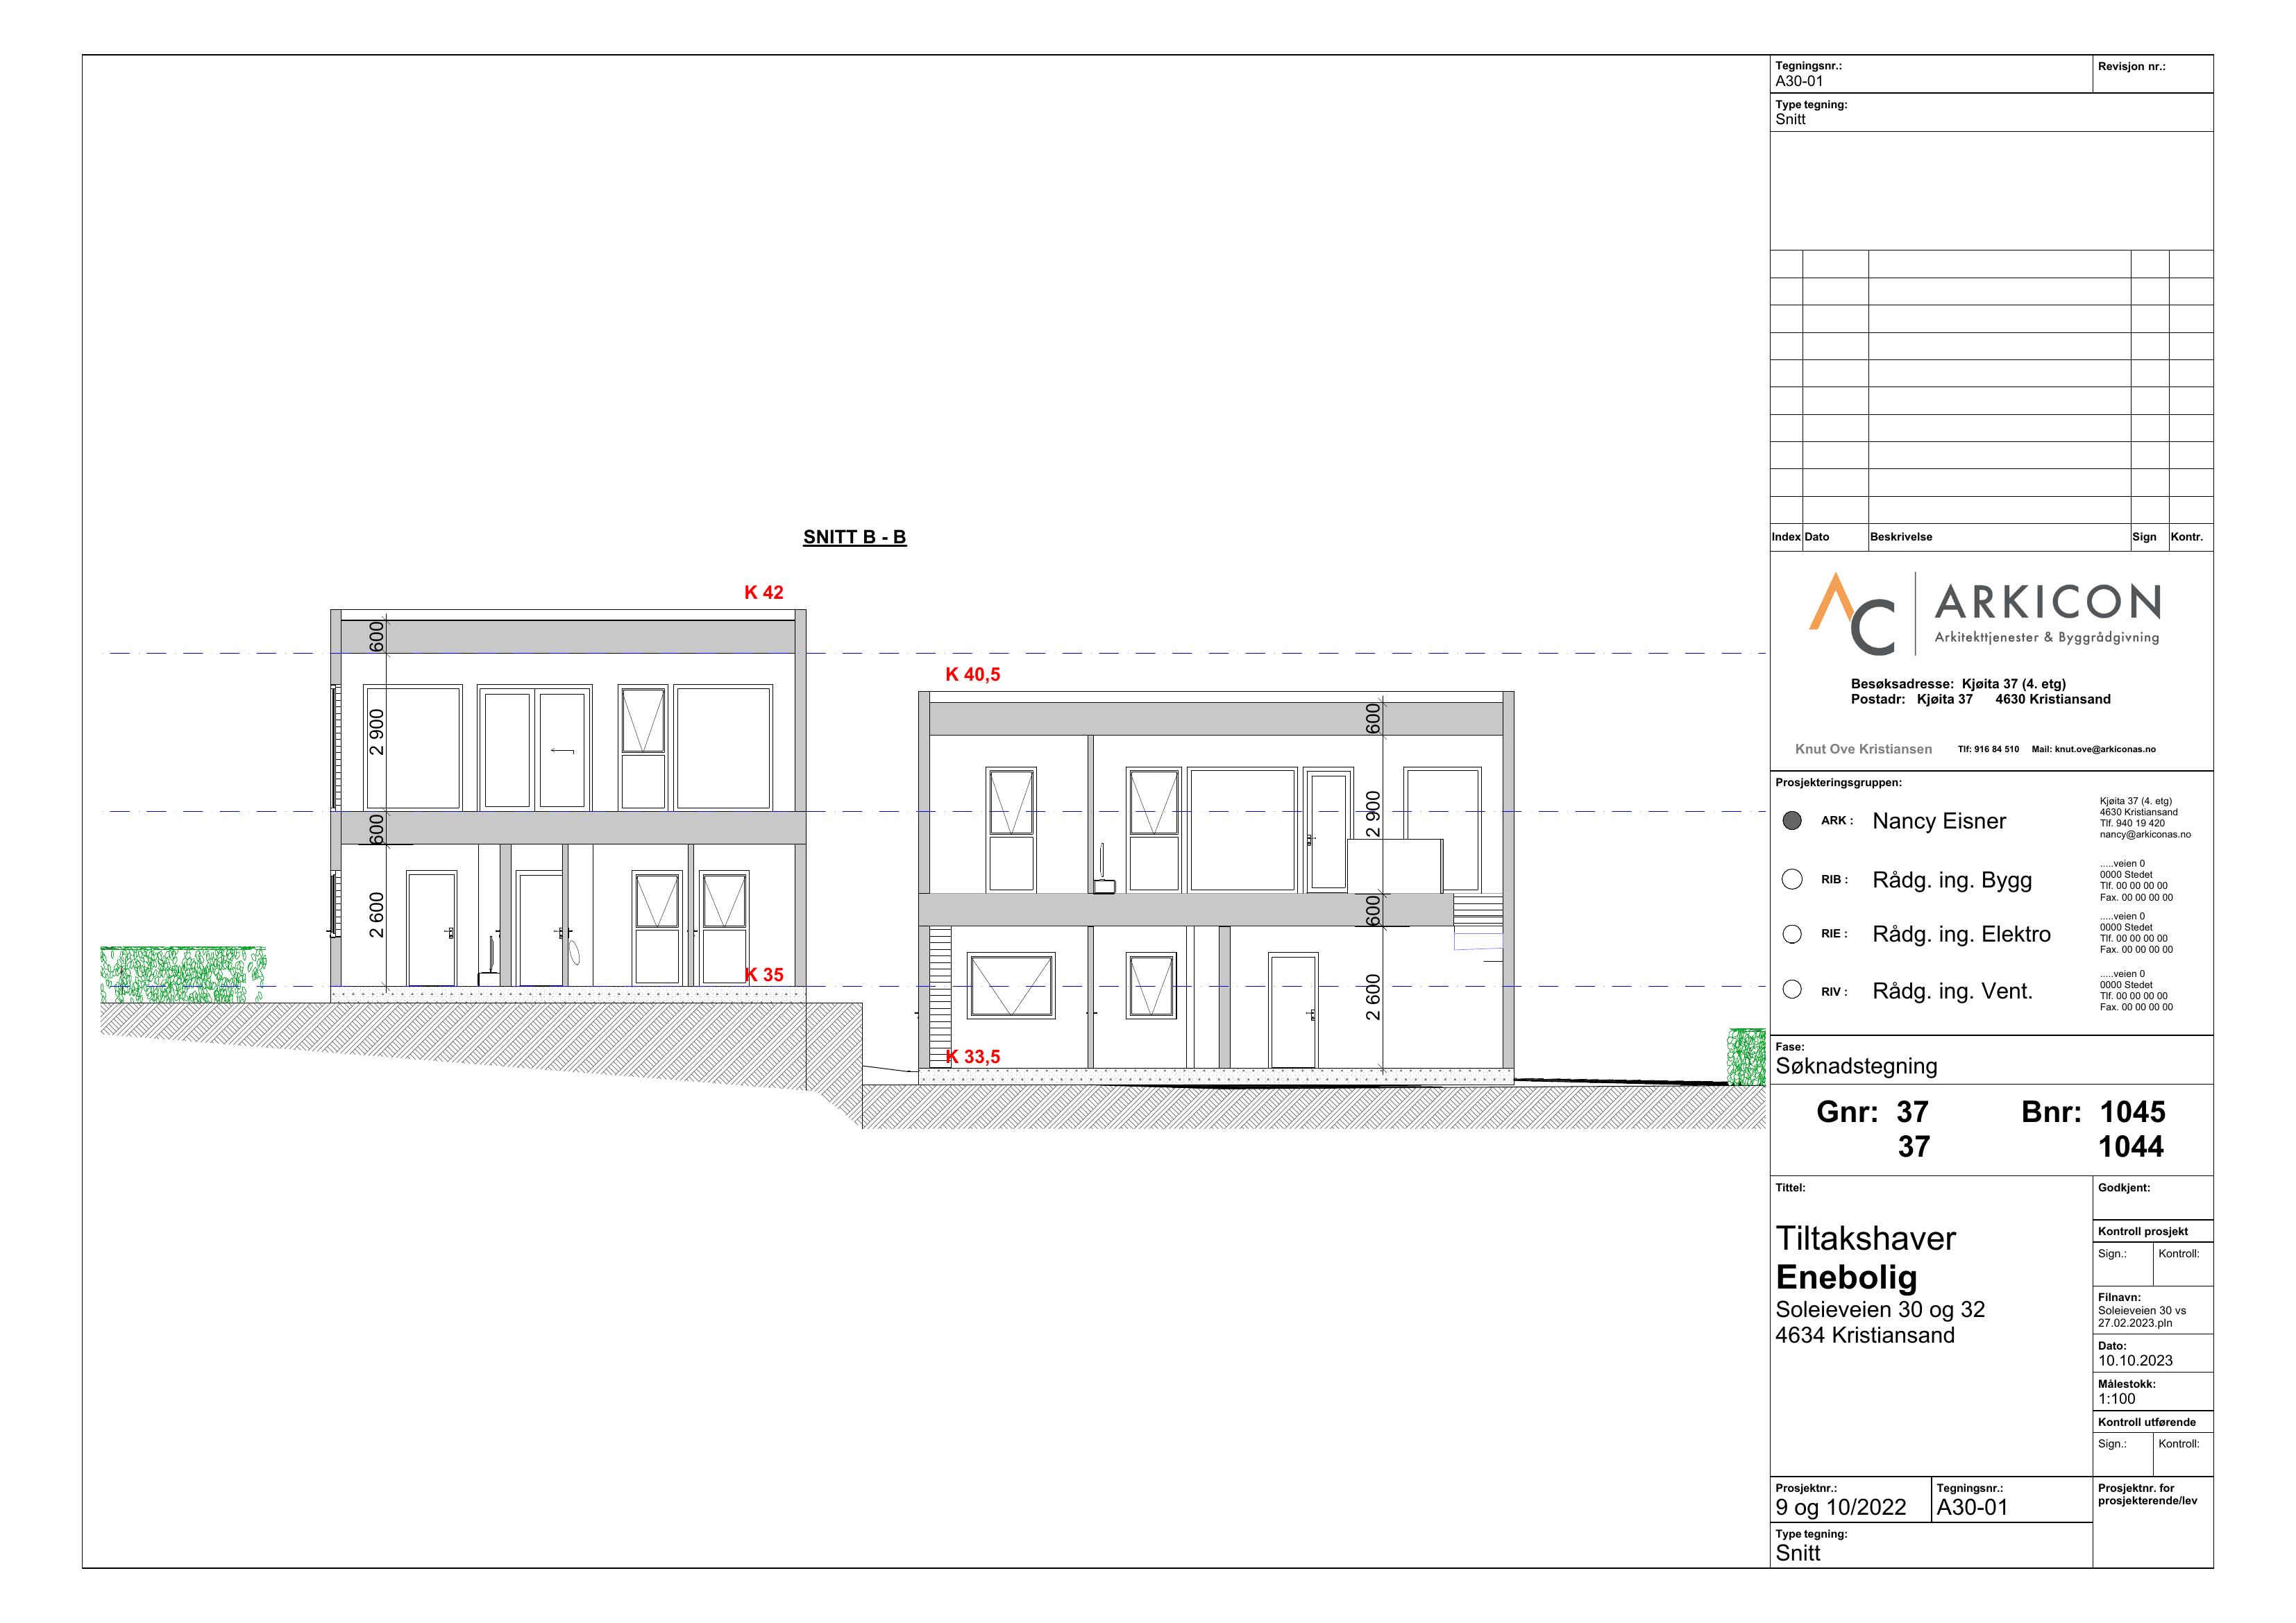 SNITT B - B
K 42
600
2 900
600
2 600
K 35
K 40,5
600
2 900
600
2 600
K 33,5
Tegningsnr.:
A30-01
Revisjon nr.:
Type tegning:
Snitt
Index Dato Beskrivelse Sign Kontr.
AC ARKICON
Arkitekttjenester & Byggrådgivning
Besøksadresse: Kjøita 37 (4. etg)
Postadr: Kjøita 37 4630 Kristiansand
Knut Ove Kristiansen Tlf: 916 84 510 Mail: knut.ove@arkiconas.no
Prosjekteringsgruppen:
ARK : Nancy Eisner
Kjøita 37 (4. etg)
4630 Kristiansand
Tlf. 940 19 420
nancy@arkiconas.no
RIB : Rådg. ing. Bygg
.....veien 0
0000 Stedet
Tlf. 00 00 00 00
Fax. 00 00 00 00
RIE : Rådg. ing. Elektro
.....veien 0
0000 Stedet
Tlf. 00 00 00 00
Fax. 00 00 00 00
RIV : Rådg. ing. Vent.
.....veien 0
0000 Stedet
Tlf. 00 00 00 00
Fax. 00 00 00 00
Fase:
Søknadstegning
Gnr: 37 Bnr: 1045
37 1044
Tittel:
Tiltakshaver
Enebolig
Soleieveien 30 og 32
4634 Kristiansand
Godkjent:
Kontroll prosjekt
Sign.: Kontroll:
Filnavn:
Soleieveien 30 vs
27.02.2023.pln
Dato:
10.10.2023
Målestokk:
1:100
Kontroll utførende
Sign.: Kontroll:
Prosjektnr.:
9 og 10/2022
Tegningsnr.:
A30-01
Prosjektnr. for
prosjekterende/lev
Type tegning:
Snitt